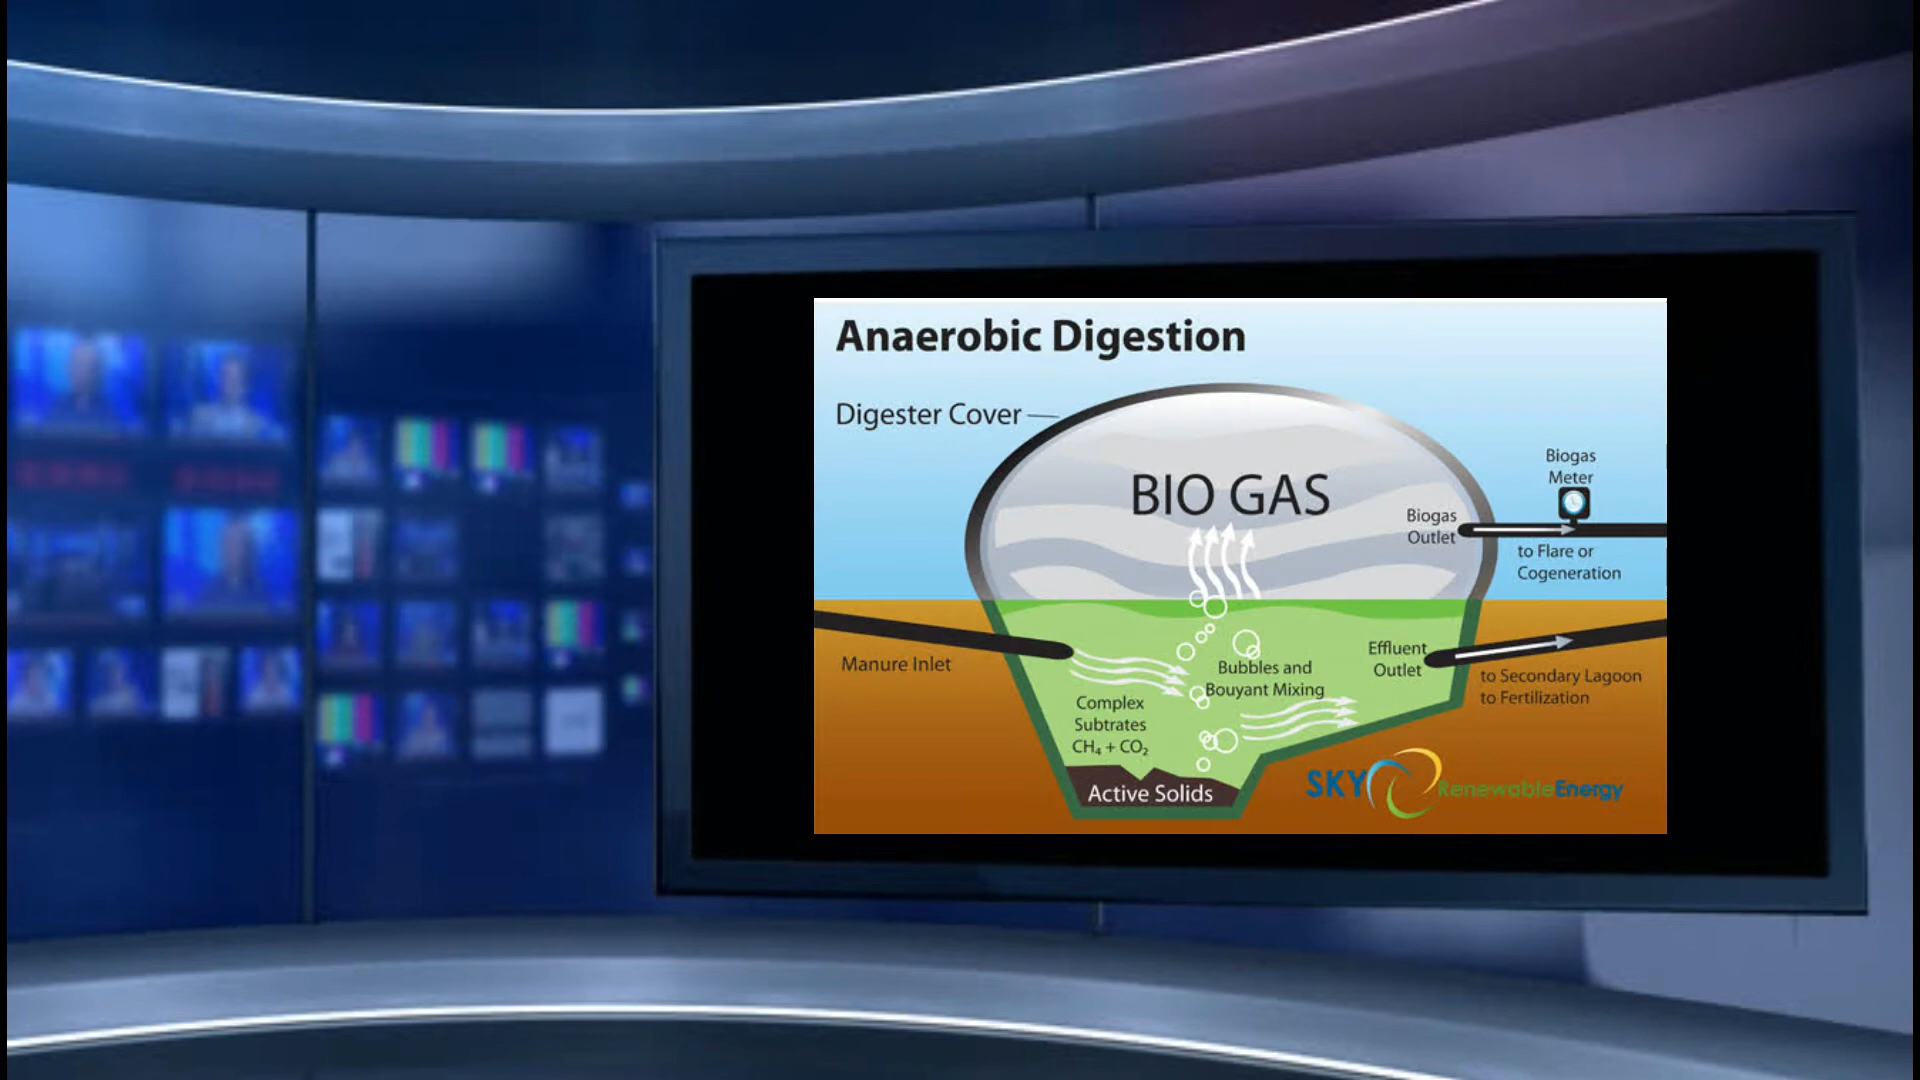 Anaerobic Digestion
Digester Cover
BIO GAS
Biogas
Meter
Biogas
Outlet
to Flare or
Cogeneration
Manure Inlet
Effluent
Outlet
to Secondary Lagoon
to Fertilization
Bubbles and
Bouyant Mixing
Complex
Subtrates
CH₄ + CO₂
Active Solids
SKY RenewableEnergy